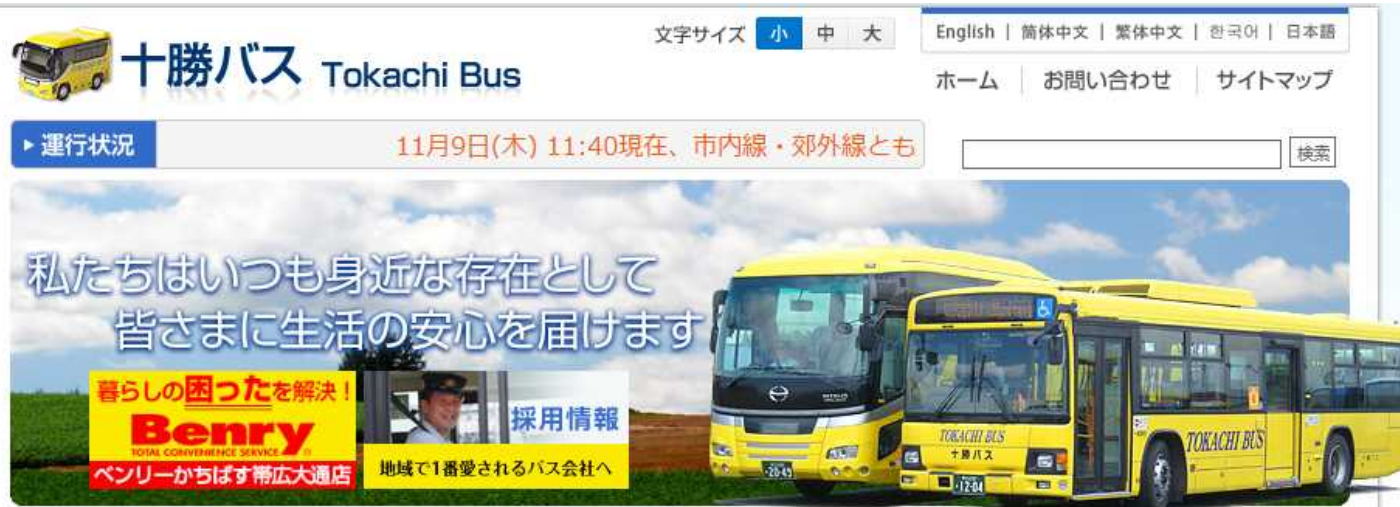 十勝バス Tokachi Bus
文字サイズ 小 中 大
English | 简体中文 | 繁体中文 | 한국어 | 日本語
ホーム | お問い合わせ | サイトマップ
運行状況
11月9日(木) 11:40現在、市内線・郊外線とも
検索
私たちはいつも身近な存在として
皆さまに生活の安心を届けます
暮らしの困ったを解決!
Benry
TOTAL CONVENIENCE SERVICE
ベンリーかちばす帯広大通店
採用情報
地域で1番愛されるバス会社へ
・20-49
TOKACHI BUS
十勝バス
・12-04
TOKACHI BUS